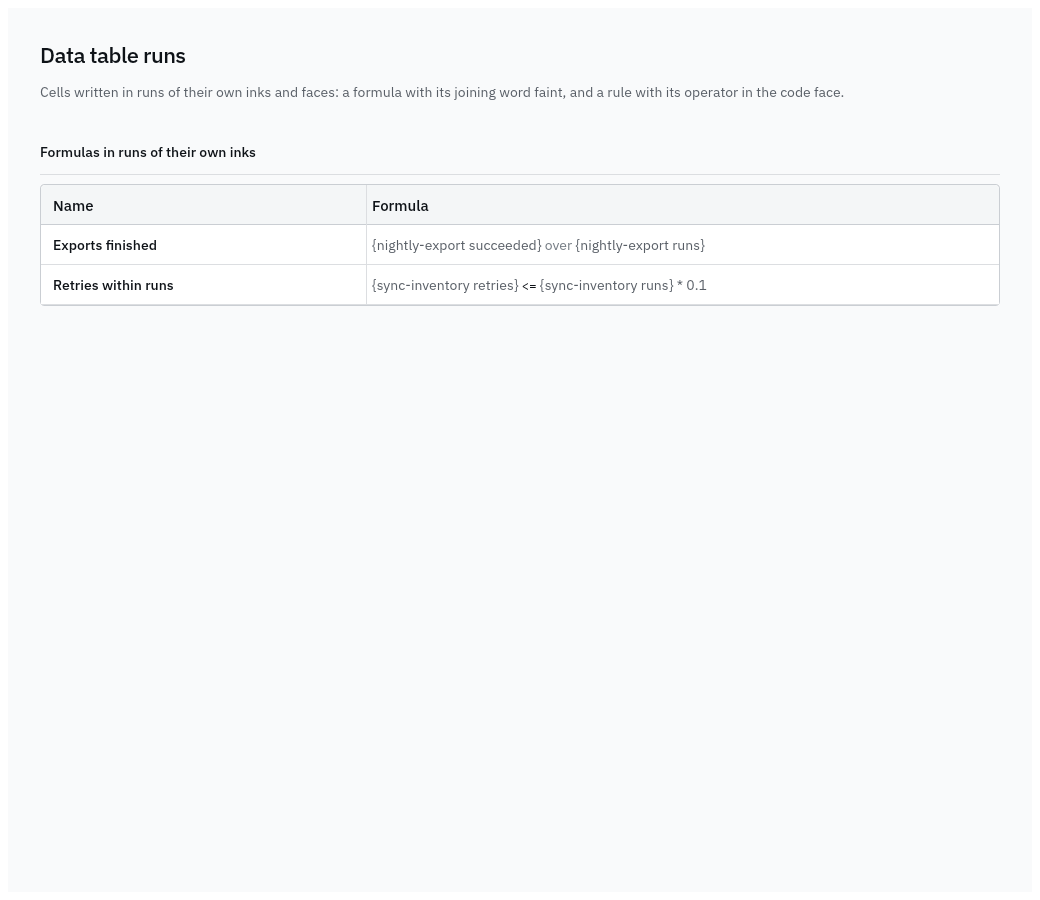 Data table runs
Cells written in runs of their own inks and faces: a formula with its joining word faint, and a rule with its operator in the code face.
Formulas in runs of their own inks
Name Formula
Exports finished {nightly-export succeeded} over {nightly-export runs}
Retries within runs {sync-inventory retries} <= {sync-inventory runs} * 0.1